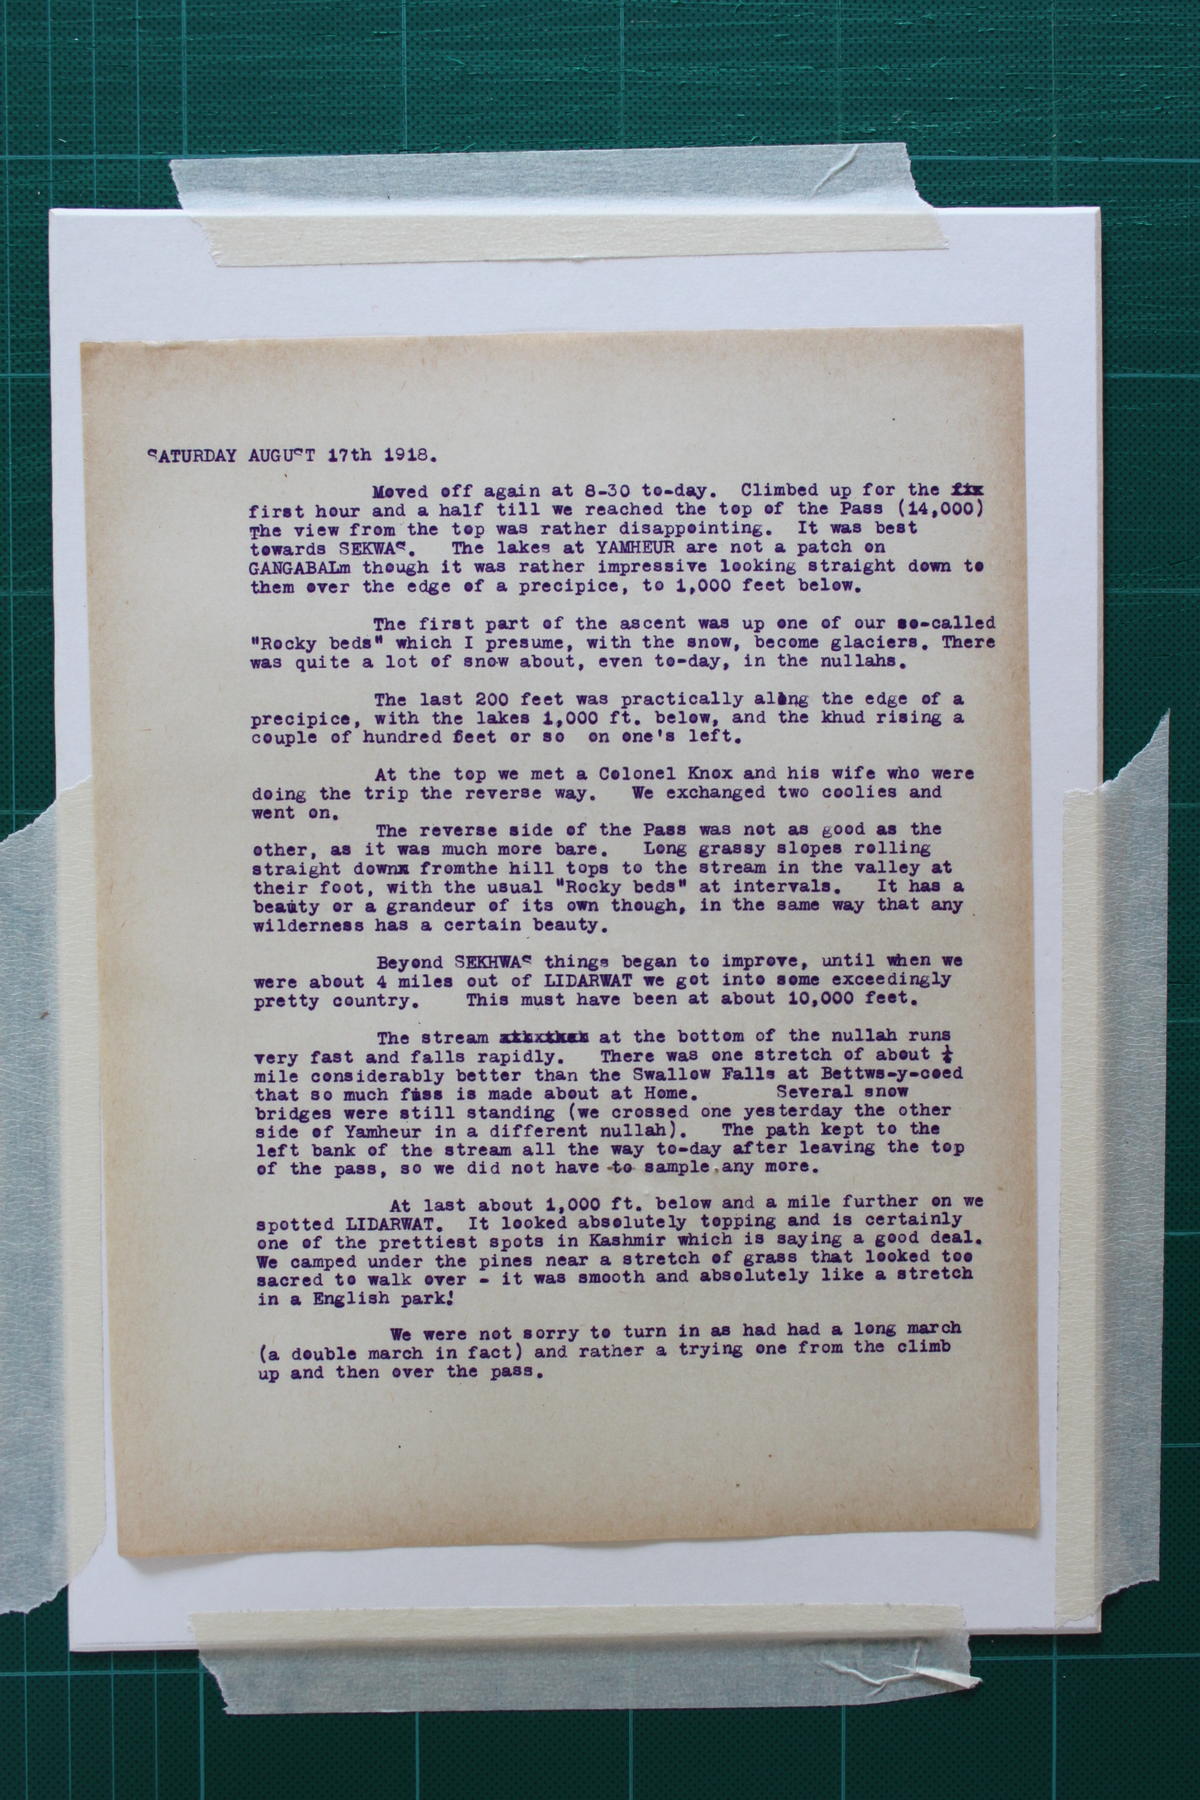 SATURDAY AUGUST 17th 1918.
Moved off again at 8-30 to-day. Climbed up for the fix
first hour and a half till we reached the top of the Pass (14,000)
The view from the top was rather disappointing. It was best
towards SEKWAS. The lakes at YAMHEUR are not a patch on
GANGABALm though it was rather impressive looking straight down to
them over the edge of a precipice, to 1,000 feet below.
The first part of the ascent was up one of our so-called
"Rocky beds" which I presume, with the snow, become glaciers. There
was quite a lot of snow about, even to-day, in the nullahs.
The last 200 feet was practically along the edge of a
precipice, with the lakes 1,000 ft. below, and the khud rising a
couple of hundred feet or so on one's left.
At the top we met a Colonel Knox and his wife who were
doing the trip the reverse way. We exchanged two coolies and
went on.
The reverse side of the Pass was not as good as the
other, as it was much more bare. Long grassy slopes rolling
straight downx fromthe hill tops to the stream in the valley at
their foot, with the usual "Rocky beds" at intervals. It has a
beauty or a grandeur of its own though, in the same way that any
wilderness has a certain beauty.
Beyond SEKHWAS things began to improve, until when we
were about 4 miles out of LIDARWAT we got into some exceedingly
pretty country. This must have been at about 10,000 feet.
The stream at the bottom of the nullah runs
very fast and falls rapidly. There was one stretch of about
mile considerably better than the Swallow Falls at Bettws-y-coed
that so much fuss is made about at Home. Several snow
bridges were still standing (we crossed one yesterday the other
side of Yamheur in a different nullah). The path kept to the
left bank of the stream all the way to-day after leaving the top
of the pass, so we did not have to sample any more.
At last about 1,000 ft. below and a mile further on we
spotted LIDARWAT. It looked absolutely topping and is certainly
one of the prettiest spots in Kashmir which is saying a good deal.
We camped under the pines near a stretch of grass that looked too
sacred to walk over - it was smooth and absolutely like a stretch
in a English park!
We were not sorry to turn in as had had a long march
(a double march in fact) and rather a trying one from the climb
up and then over the pass.